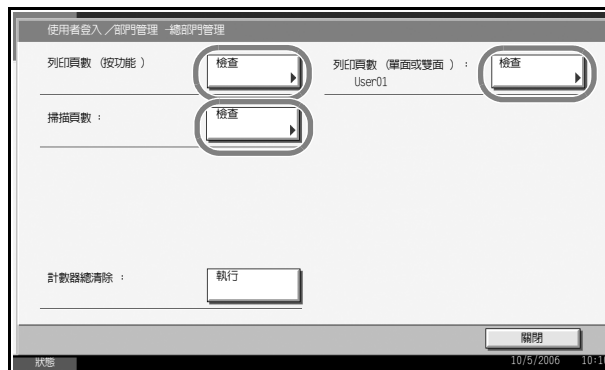 使用者登入／部門管理 -總部門管理
列印頁數（按功能）
檢查
列印頁數（單面或雙面）：
User01
檢查
掃描頁數：
檢查
計數器總清除：
執行
關閉
狀態
10/5/2006 10:10